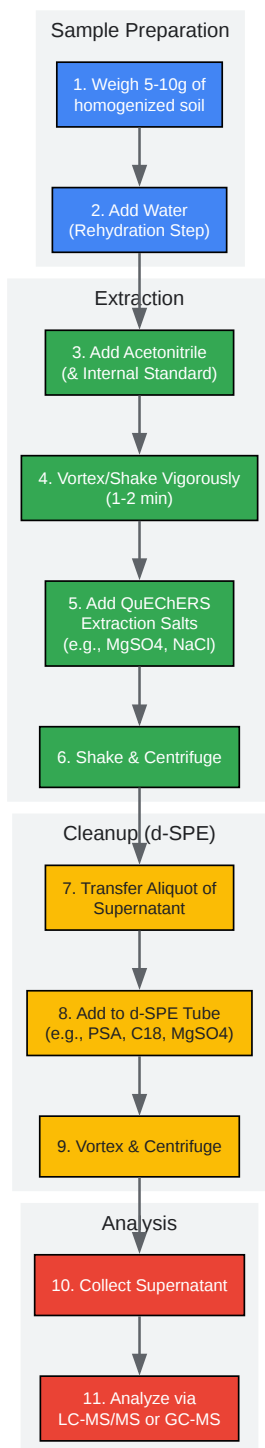 Sample Preparation
1. Weigh 5-10g of
homogenized soil
2. Add Water
(Rehydration Step)
Extraction
3. Add Acetonitrile
(& Internal Standard)
4. Vortex/Shake Vigorously
(1-2 min)
5. Add QuEChERS
Extraction Salts
(e.g., MgSO4, NaCl)
6. Shake & Centrifuge
Cleanup (d-SPE)
7. Transfer Aliquot of
Supernatant
8. Add to d-SPE Tube
(e.g., PSA, C18, MgSO4)
9. Vortex & Centrifuge
Analysis
10. Collect Supernatant
11. Analyze via
LC-MS/MS or GC-MS